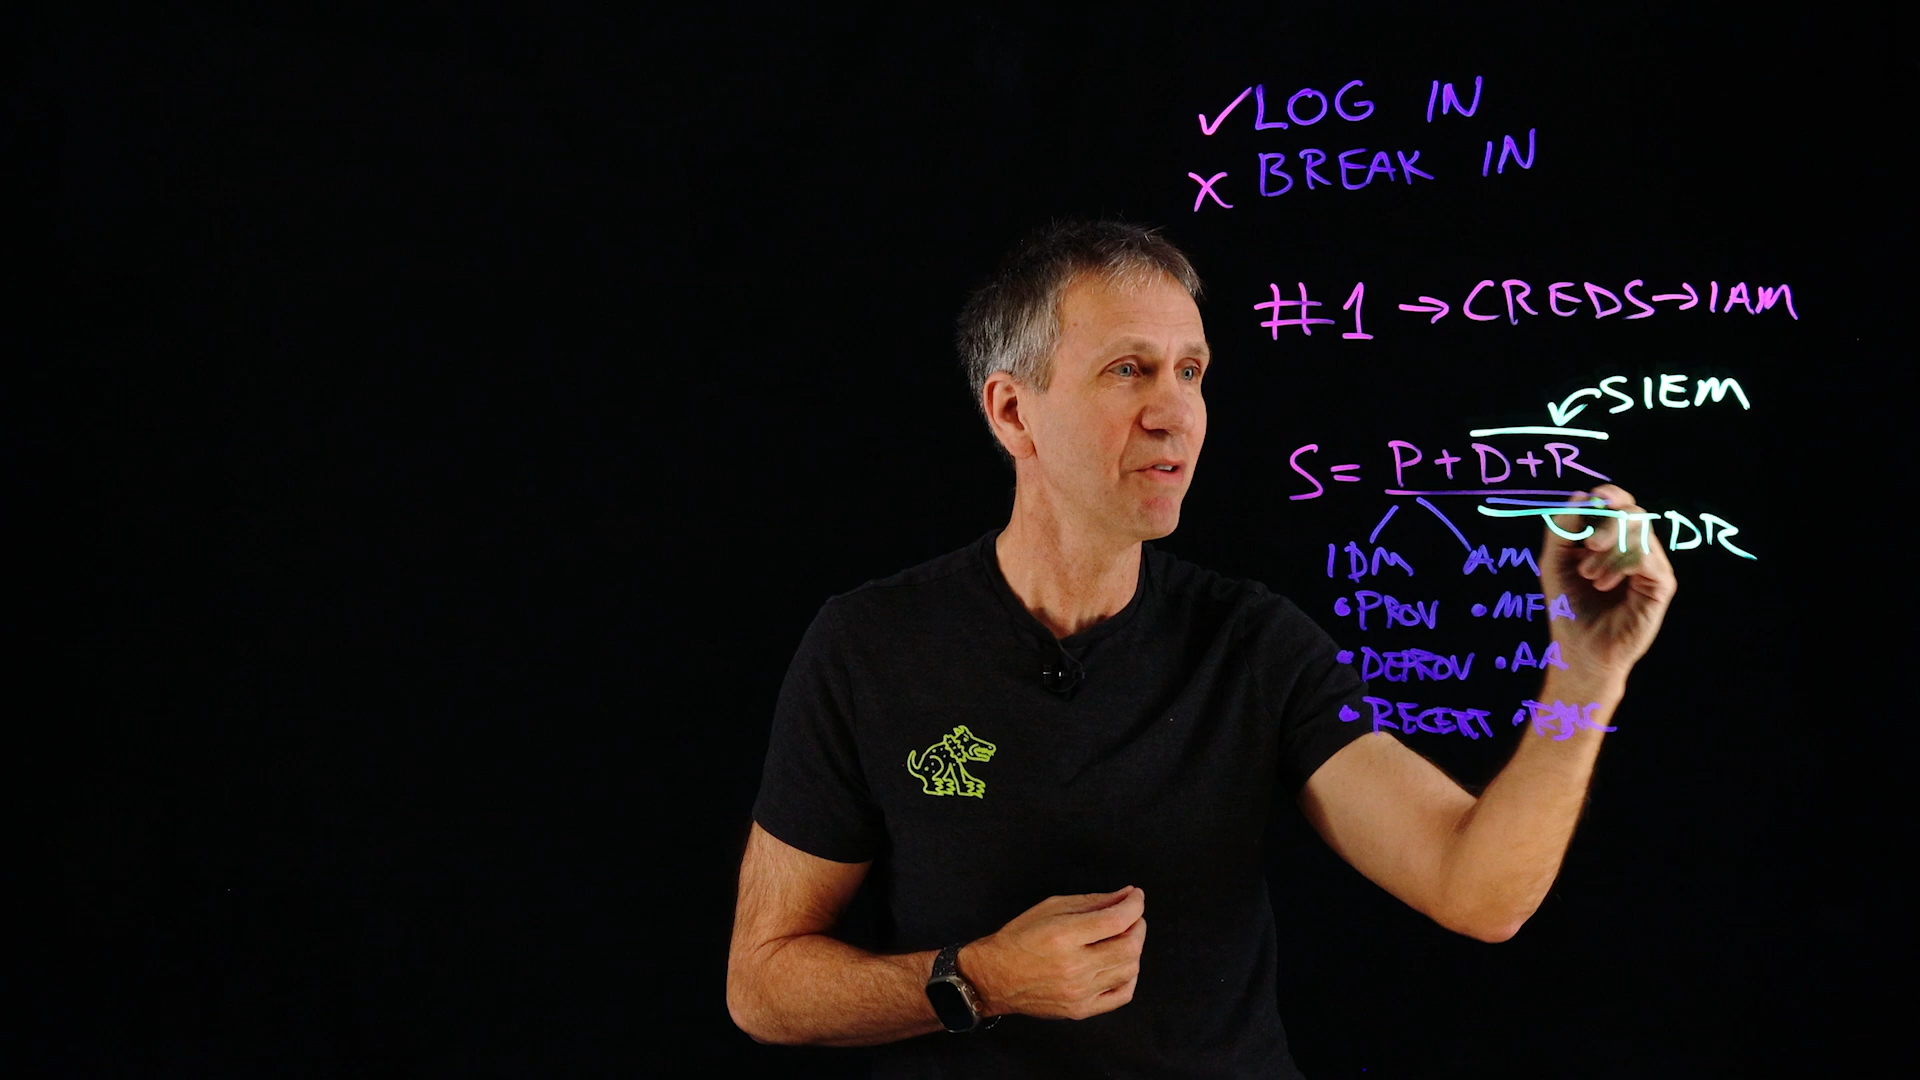 ✓ LOG IN
X BREAK IN
#1 → CREDS → IAM
SIEM
S = P + D + R
ITDR
IDM AM
• PROV • MFA
• DEPROV • AA
• RECERT